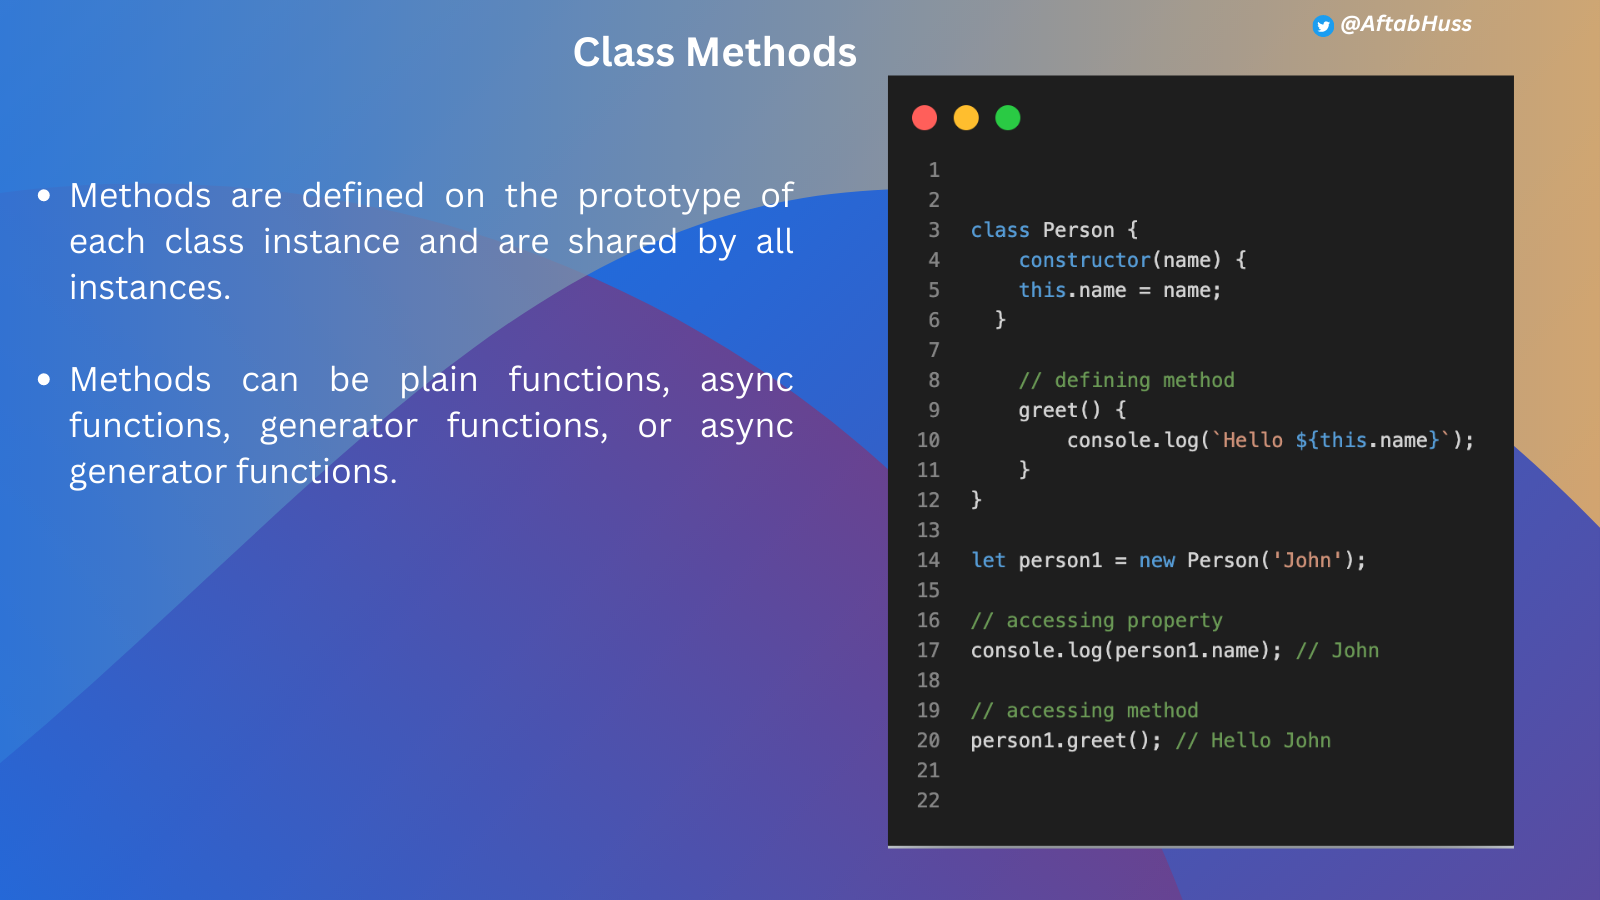 @AftabHuss
Class Methods
Methods are defined on the prototype of
each class instance and are shared by all
instances.
Methods can be plain functions, async
functions, generator functions, or async
generator functions.
1
2
3 class Person {
4     constructor(name) {
5     this.name = name;
6   }
7
8     // defining method
9     greet() {
10         console.log(`Hello ${this.name}`);
11     }
12 }
13
14 let person1 = new Person('John');
15
16 // accessing property
17 console.log(person1.name); // John
18
19 // accessing method
20 person1.greet(); // Hello John
21
22